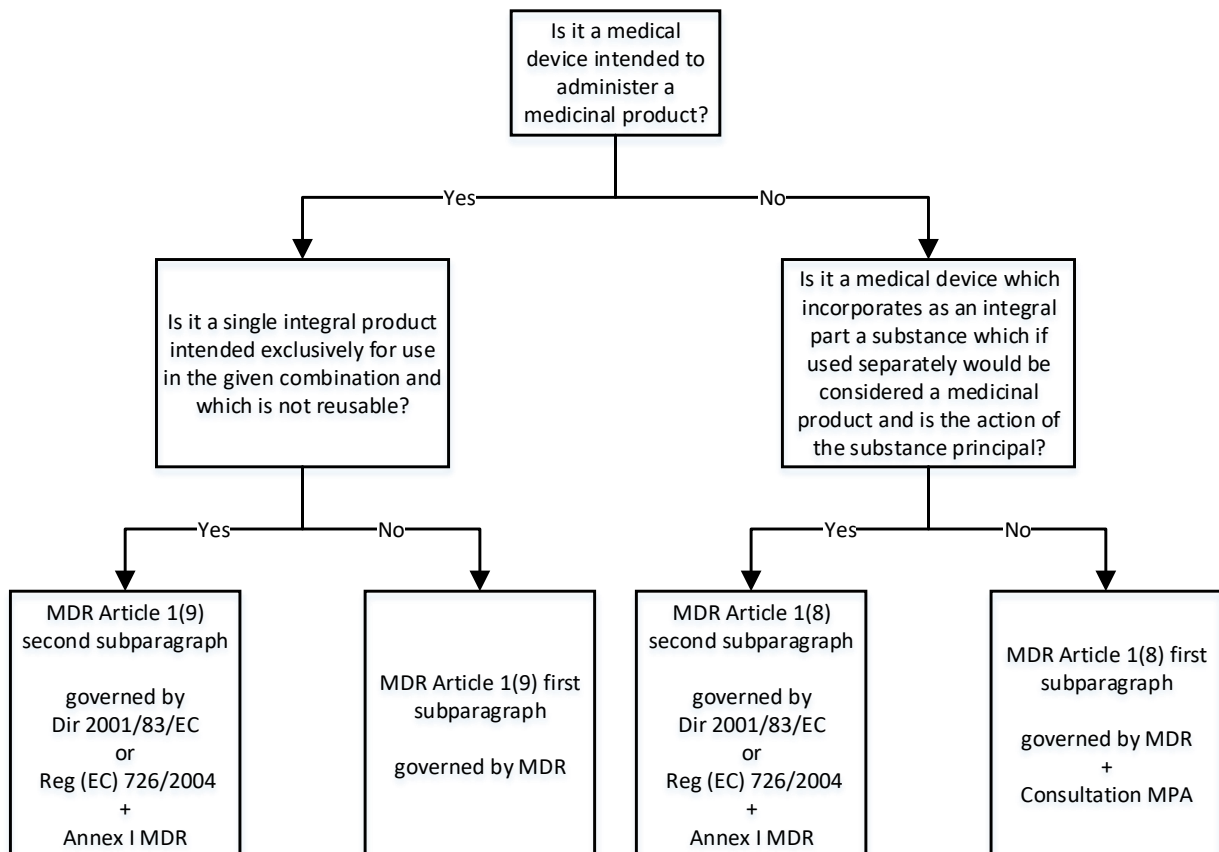 Is it a medical
device intended to
administer a
medicinal product?
Yes
No
Is it a single integral product
intended exclusively for use
in the given combination and
which is not reusable?
Is it a medical device which
incorporates as an integral
part a substance which if
used separately would be
considered a medicinal
product and is the action of
the substance principal?
Yes
No
Yes
No
MDR Article 1(9)
second subparagraph
governed by
Dir 2001/83/EC
or
Reg (EC) 726/2004
+
Annex I MDR
MDR Article 1(9) first
subparagraph
governed by MDR
MDR Article 1(8)
second subparagraph
governed by
Dir 2001/83/EC
or
Reg (EC) 726/2004
+
Annex I MDR
MDR Article 1(8) first
subparagraph
governed by MDR
+
Consultation MPA